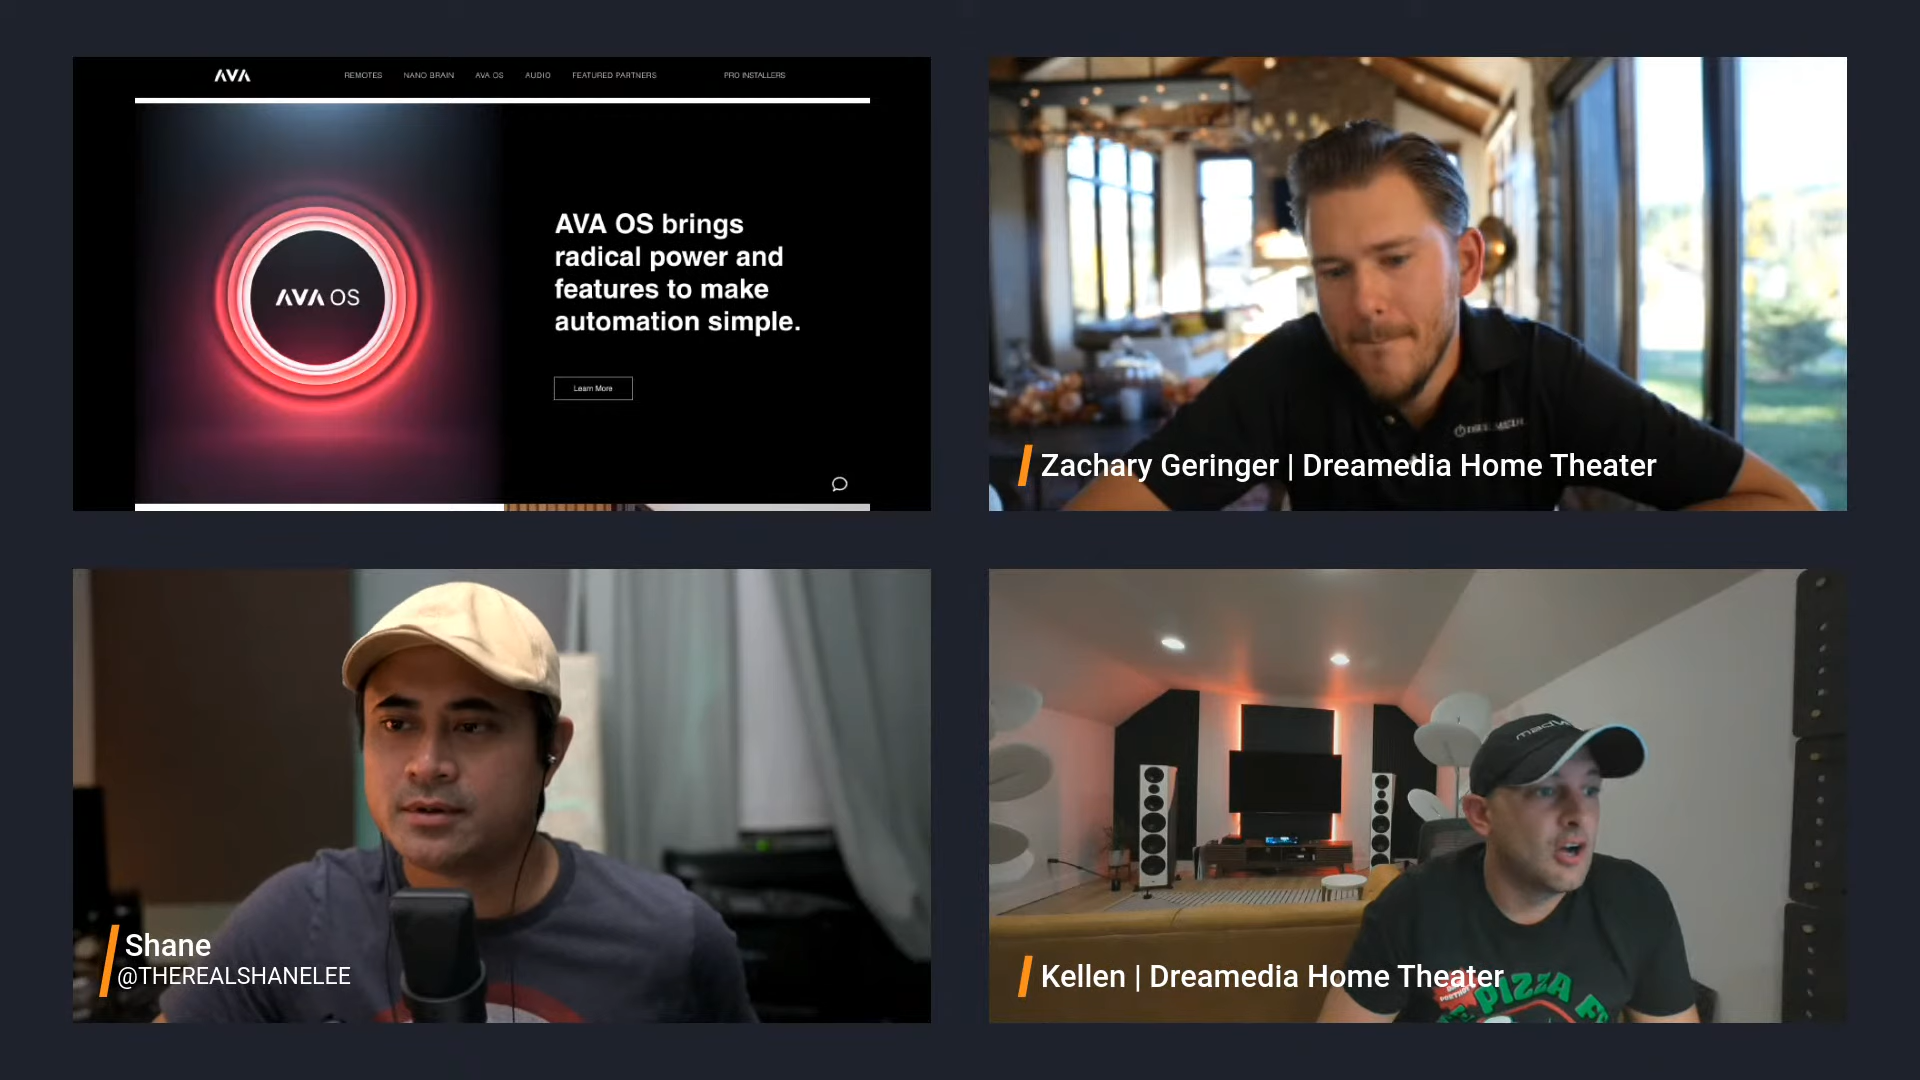 AVA
REMOTES NANO BRAIN AVA OS AUDIO FEATURED PARTNERS PRO INSTALLERS
AVA OS
AVA OS brings
radical power and
features to make
automation simple.
Learn More
Zachary Geringer | Dreamedia Home Theater
Shane
@THEREALSHANELEE
Kellen | Dreamedia Home Theater
PIZZA